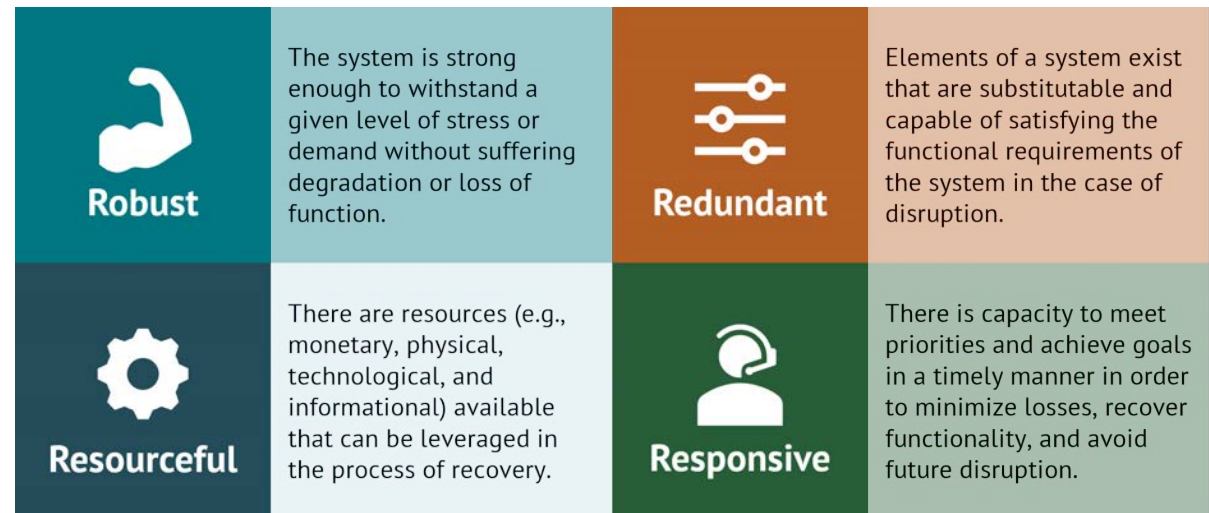 Robust
The system is strong
enough to withstand a
given level of stress or
demand without suffering
degradation or loss of
function.
Redundant
Elements of a system exist
that are substitutable and
capable of satisfying the
functional requirements of
the system in the case of
disruption.
Resourceful
There are resources (e.g.,
monetary, physical,
technological, and
informational) available
that can be leveraged in
the process of recovery.
Responsive
There is capacity to meet
priorities and achieve goals
in a timely manner in order
to minimize losses, recover
functionality, and avoid
future disruption.